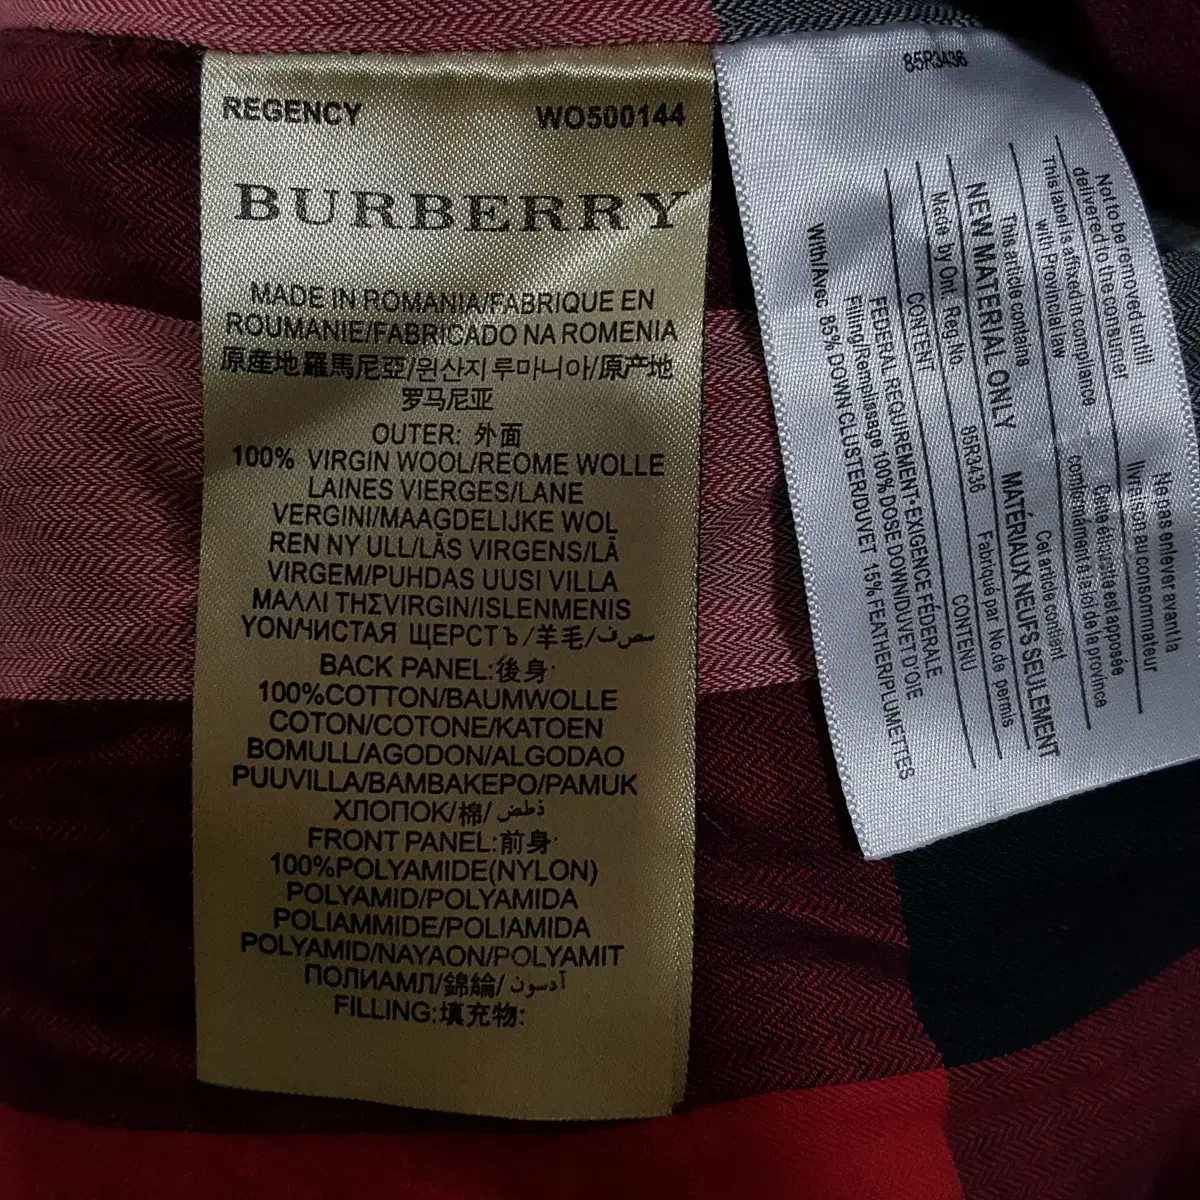 REGENCY WO500144
BURBERRY
MADE IN ROMANIA/FABRIQUE EN
ROUMANIE/FABRICADO NA ROMENIA
原産地羅馬尼亞/원산지루마니아/原产地
罗马尼亚
OUTER: 外面
100% VIRGIN WOOL/REOME WOLLE
LAINES VIERGES/LANE
VERGINI/MAAGDELIJKE WOL
REN NY ULL/LĀS VIRGENS/LĀ
VIRGEM/PUHDAS UUSI VILLA
ΜΑΛΛΙ ΤΗΣVIRGIN/ISLENMENIS
YON/ЧИСТАЯ ЩЕРСТЪ/羊毛/
BACK PANEL:後身·
100%COTTON/BAUMWOLLE
COTON/COTONE/KATOEN
BOMULL/AGODON/ALGODAO
PUUVILLA/BAMBAKEPO/PAMUK
ХЛОПОК/棉/
FRONT PANEL:前身·
100%POLYAMIDE(NYLON)
POLYAMID/POLYAMIDA
POLIAMMIDE/POLIAMIDA
POLYAMID/NAYAON/POLYAMIT
ПОЛИАМЛ/錦綸/
FILLING:填充物:
85R3436
Not to be removed until
delivered to the consumer
Ne pas enlever avant la
livraison au consommateur
This label is affixed in compliance
with Provincial law
Cette étiquette est apposée
conformément à la loi de la province
This article contains
NEW MATERIAL ONLY
Cet article contient
MATÉRIAUX NEUFS SEULEMENT
Made by Ont. Reg.No. 85R3436 Fabriqué par No.de permis
CONTENT CONTENU
FEDERAL REQUIREMENT-EXIGENCE FÉDÉRALE
Filling/Remplissage 100% DOSE DOWN/DUVET D'OIE
With/Avec 85% DOWN CLUSTER/DUVET 15% FEATHER/PLUMETTES